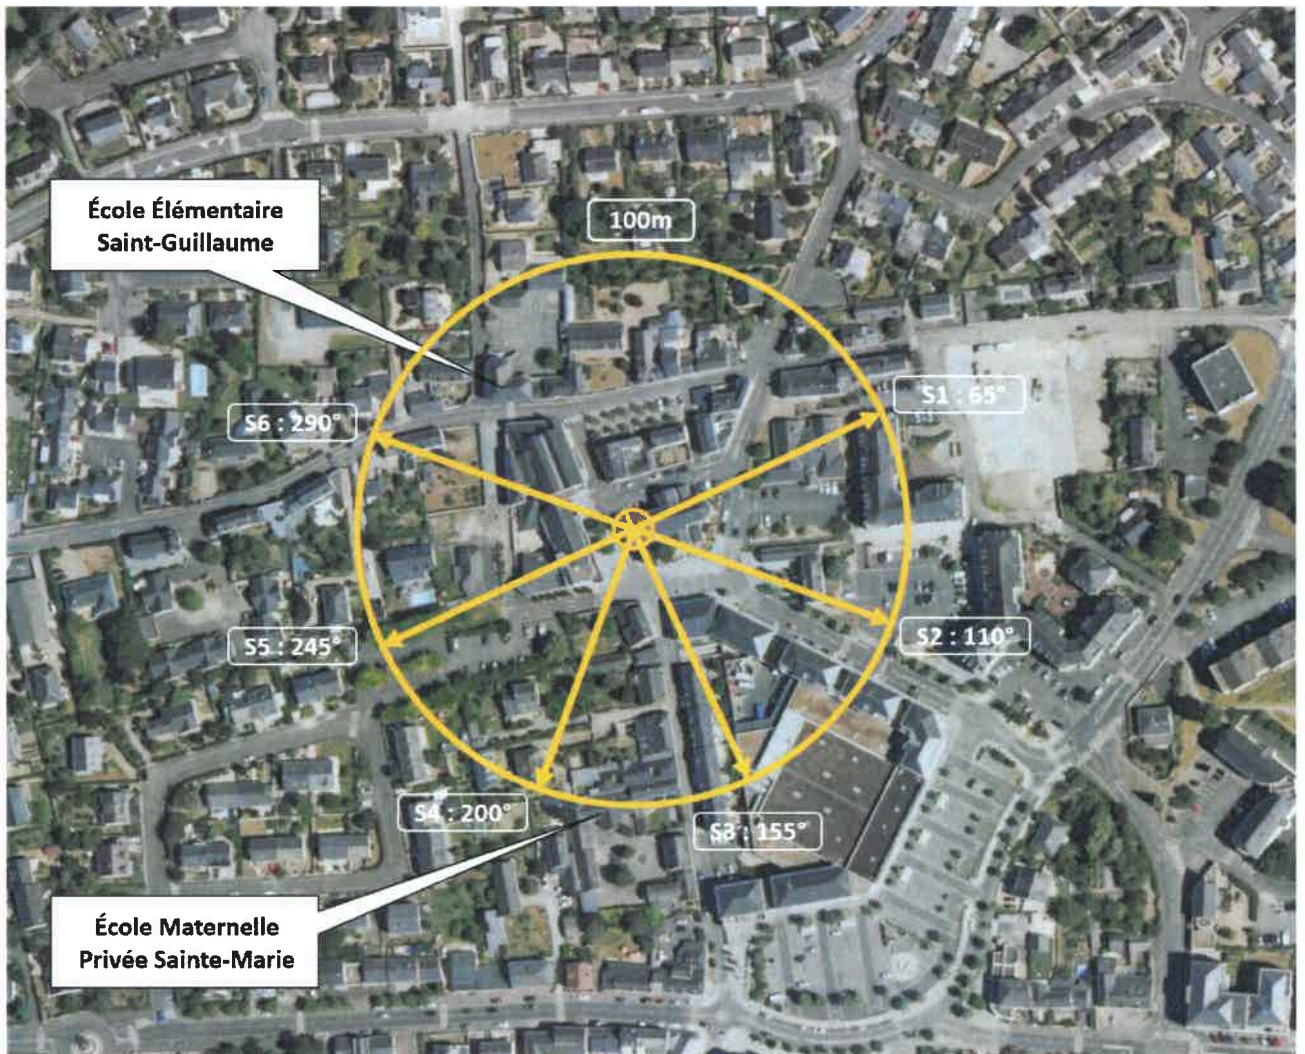 École Élémentaire
Saint-Guillaume
100m
S1 : 65°
S6 : 290°
S2 : 110°
S5 : 245°
S4 : 200°
S3 : 155°
École Maternelle
Privée Sainte-Marie